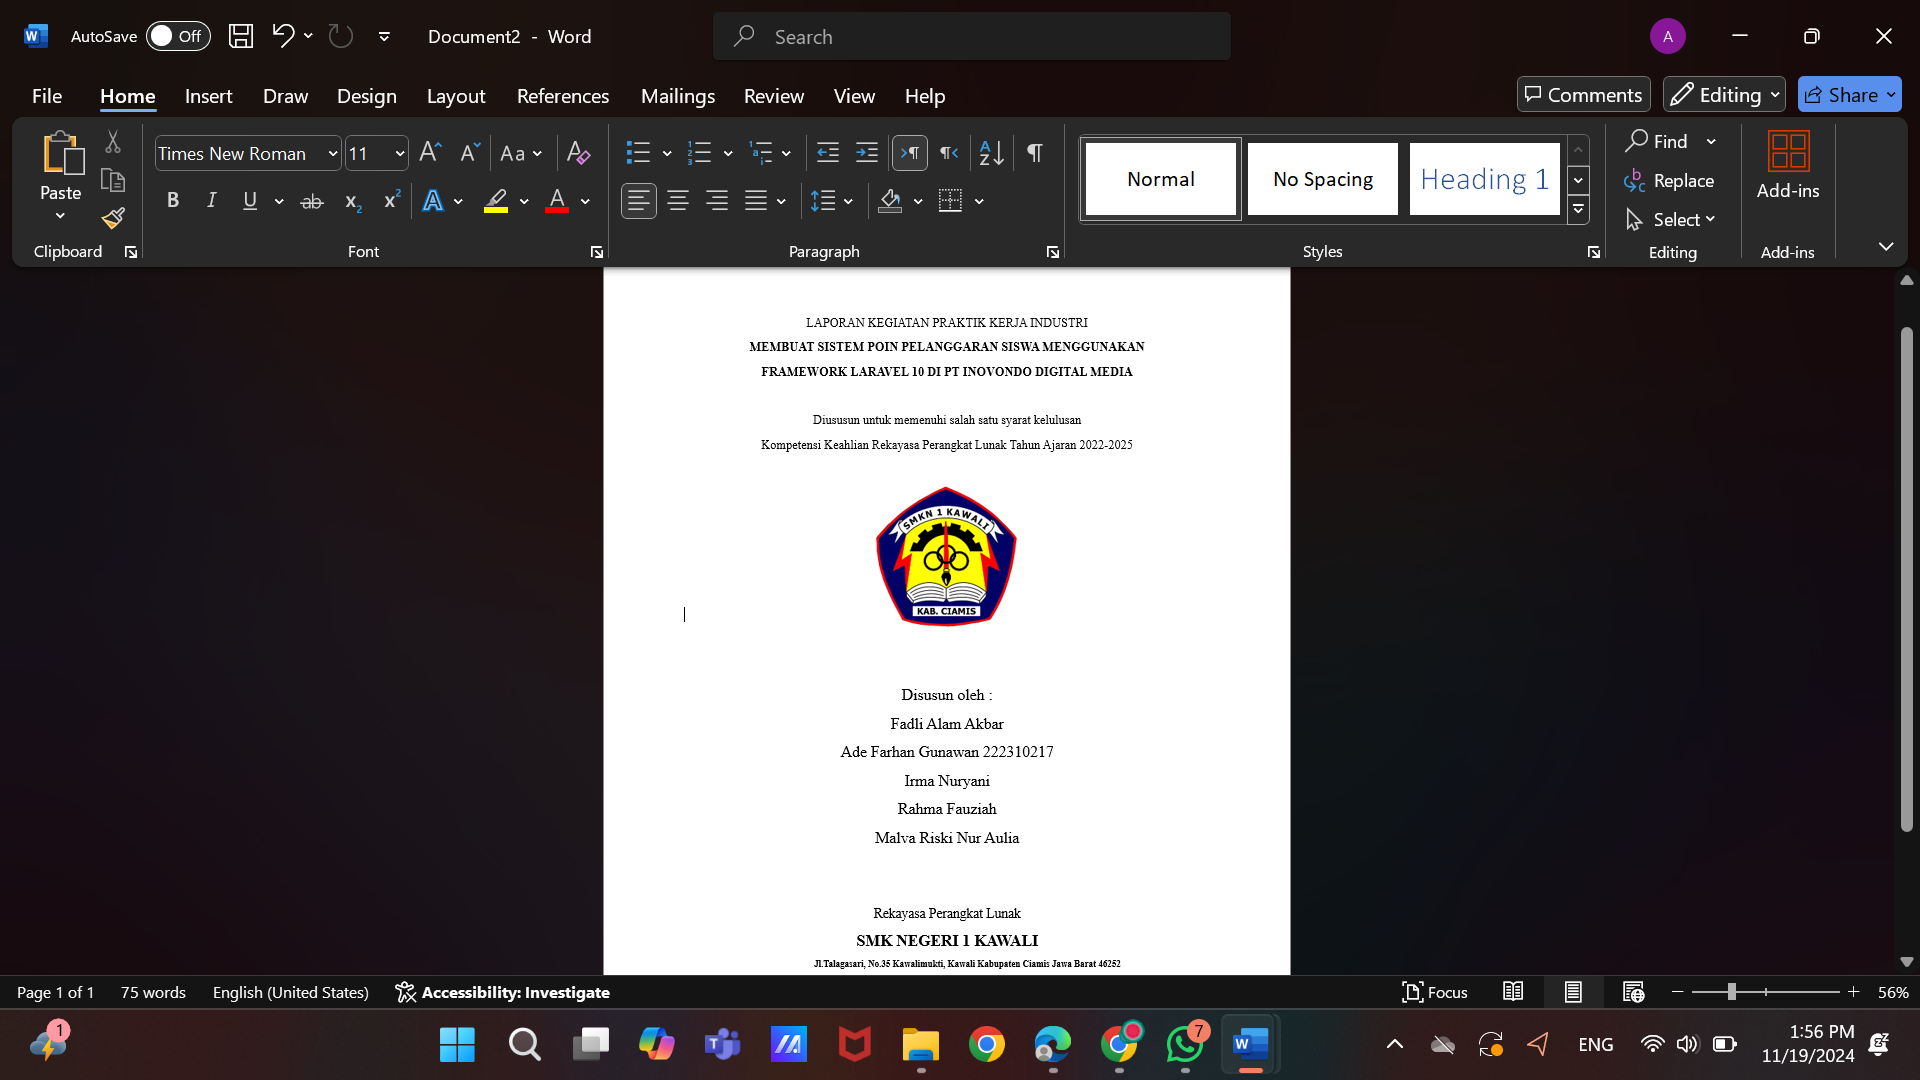 AutoSave Off Document2 - Word Search A
File Home Insert Draw Design Layout References Mailings Review View Help Comments Editing Share
Paste Times New Roman 11 Normal No Spacing Heading 1 Find Replace Select Add-ins
Clipboard Font Paragraph Styles Editing Add-ins
LAPORAN KEGIATAN PRAKTIK KERJA INDUSTRI
MEMBUAT SISTEM POIN PELANGGARAN SISWA MENGGUNAKAN
FRAMEWORK LARAVEL 10 DI PT INOVONDO DIGITAL MEDIA
Diususun untuk memenuhi salah satu syarat kelulusan
Kompetensi Keahlian Rekayasa Perangkat Lunak Tahun Ajaran 2022-2025
SMKN 1 KAWALI
KAB. CIAMIS
Disusun oleh :
Fadli Alam Akbar
Ade Farhan Gunawan 222310217
Irma Nuryani
Rahma Fauziah
Malva Riski Nur Aulia
Rekayasa Perangkat Lunak
SMK NEGERI 1 KAWALI
Jl.Talagasari, No.35 Kawalimukti, Kawali Kabupaten Ciamis Jawa Barat 46252
Page 1 of 1 75 words English (United States) Accessibility: Investigate Focus 56%
1 7 ENG 1:56 PM
11/19/2024